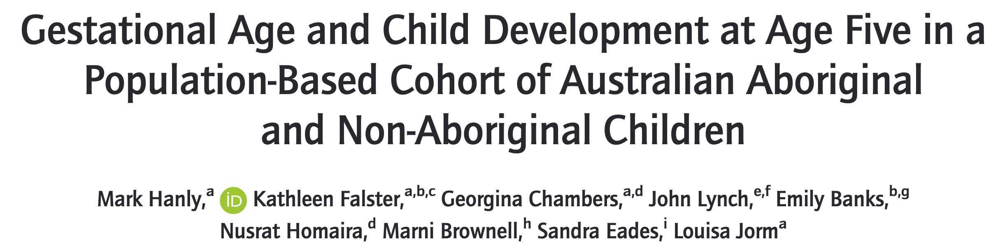 Gestational Age and Child Development at Age Five in a
Population-Based Cohort of Australian Aboriginal
and Non-Aboriginal Children
Mark Hanly,a iD Kathleen Falster,a,b,c Georgina Chambers,a,d John Lynch,e,f Emily Banks,b,g
Nusrat Homaira,d Marni Brownell,h Sandra Eades,i Louisa Jorma